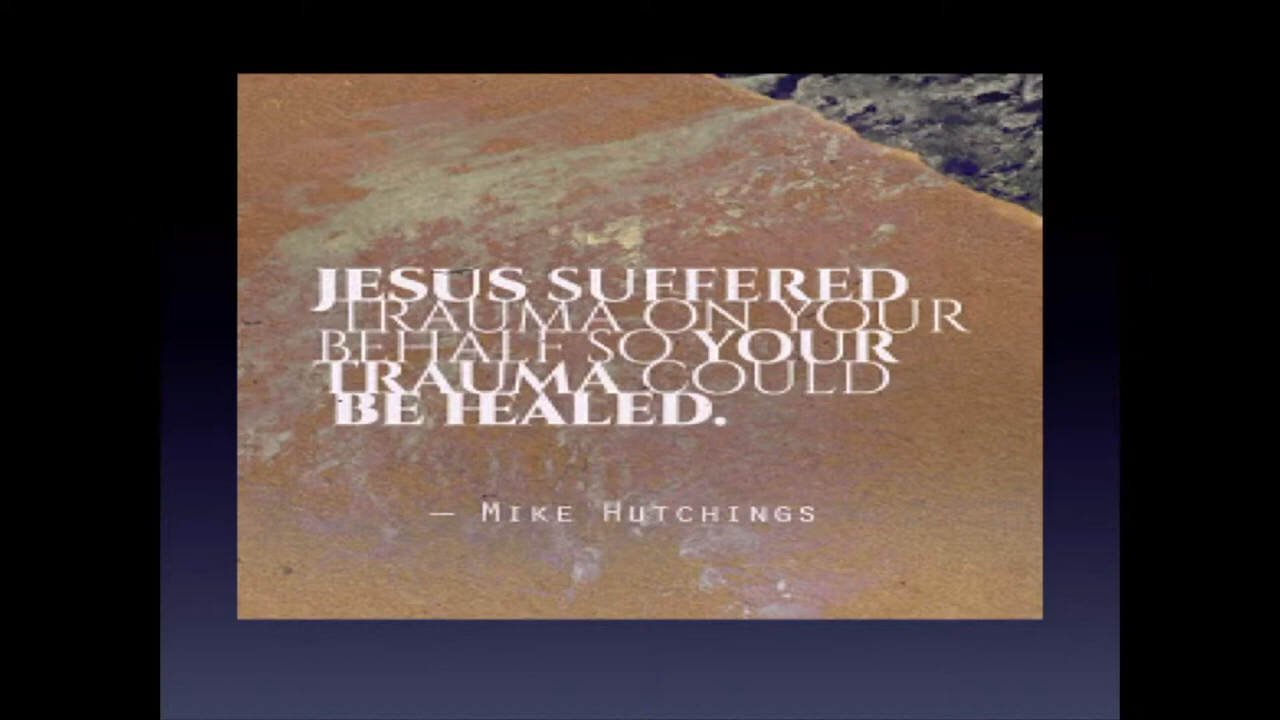 JESUS SUFFERED
TRAUMA ON YOUR
BEHALF SO YOUR
TRAUMA COULD
BE HEALED.
— MIKE HUTCHINGS